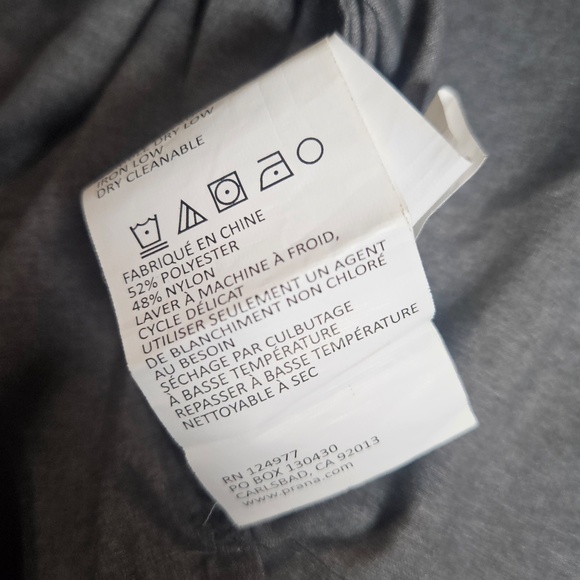 DRY LOW
IRON LOW
DRY CLEANABLE
FABRIQUÉ EN CHINE
52% POLYESTER
48% NYLON
LAVER À MACHINE À FROID,
CYCLE DÉLICAT
UTILISER SEULEMENT UN AGENT
DE BLANCHIMENT NON CHLORÉ
AU BESOIN
SÉCHAGE PAR CULBUTAGE
À BASSE TEMPÉRATURE
REPASSER À BASSE TEMPÉRATURE
NETTOYABLE À SEC
RN 124977
PO BOX 130430
CARLSBAD, CA 92013
www.prana.com